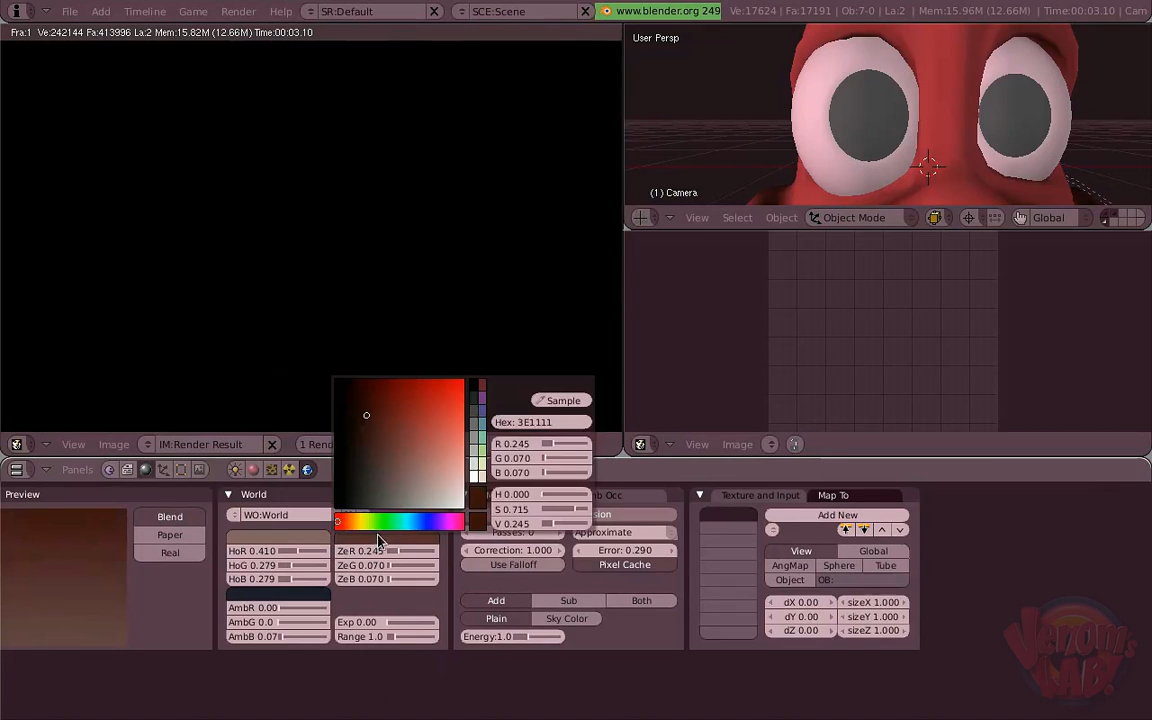 File Add Timeline Game Render Help SR:Default SCE:Scene www.blender.org 249 Ve:17624 | Fa:17191 | Ob:7-0 | La:2 | Mem:15.96M (12.66M) | Time:00:03.10 | Cam
Fra:1 Ve:242144 Fa:413996 La:2 Mem:15.82M (12.66M) Time:00:03.10
User Persp
(1) Camera
View Select Object Object Mode Global
Sample
Hex: 3E1111
R 0.245
G 0.070
B 0.070
H 0.000
S 0.715
V 0.245
View Image IM:Render Result
View Image
Panels
Preview
Blend
Paper
Real
World
WO:World
HoR 0.410
HoG 0.279
HoB 0.279
ZeR 0.245
ZeG 0.070
ZeB 0.070
AmbR 0.00
AmbG 0.0
AmbB 0.07
Exp 0.00
Range 1.0
Occ
Approximate
Passes: 0
Correction: 1.000
Error: 0.290
Use Falloff
Pixel Cache
Add Sub Both
Plain Sky Color
Energy:1.0
Texture and Input
Map To
Add New
View Global
AngMap Sphere Tube
Object OB:
dX 0.00 sizeX 1.000
dY 0.00 sizeY 1.000
dZ 0.00 sizeZ 1.000
Venom's
LAB.